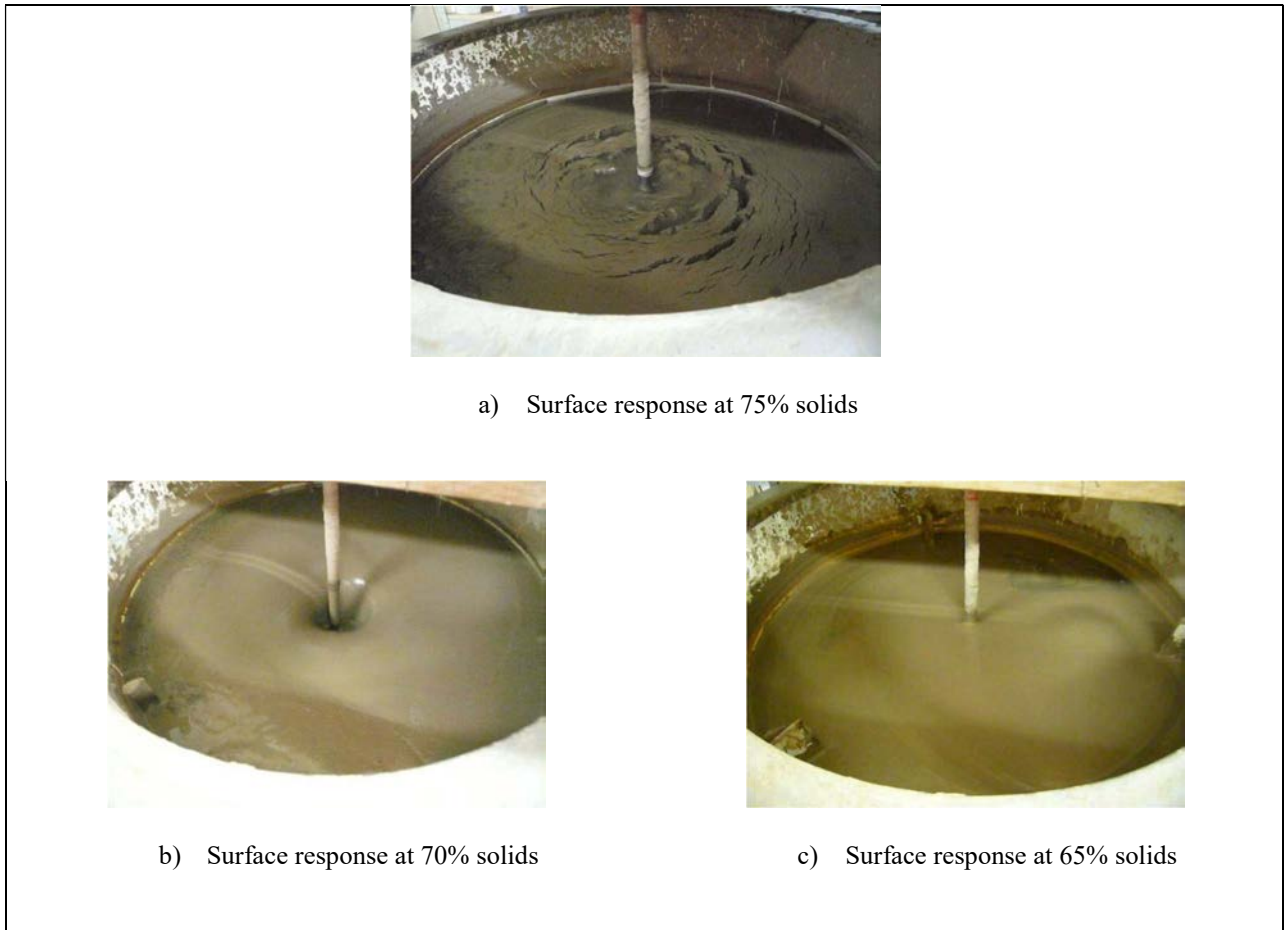 a) Surface response at 75% solids
b) Surface response at 70% solids
c) Surface response at 65% solids